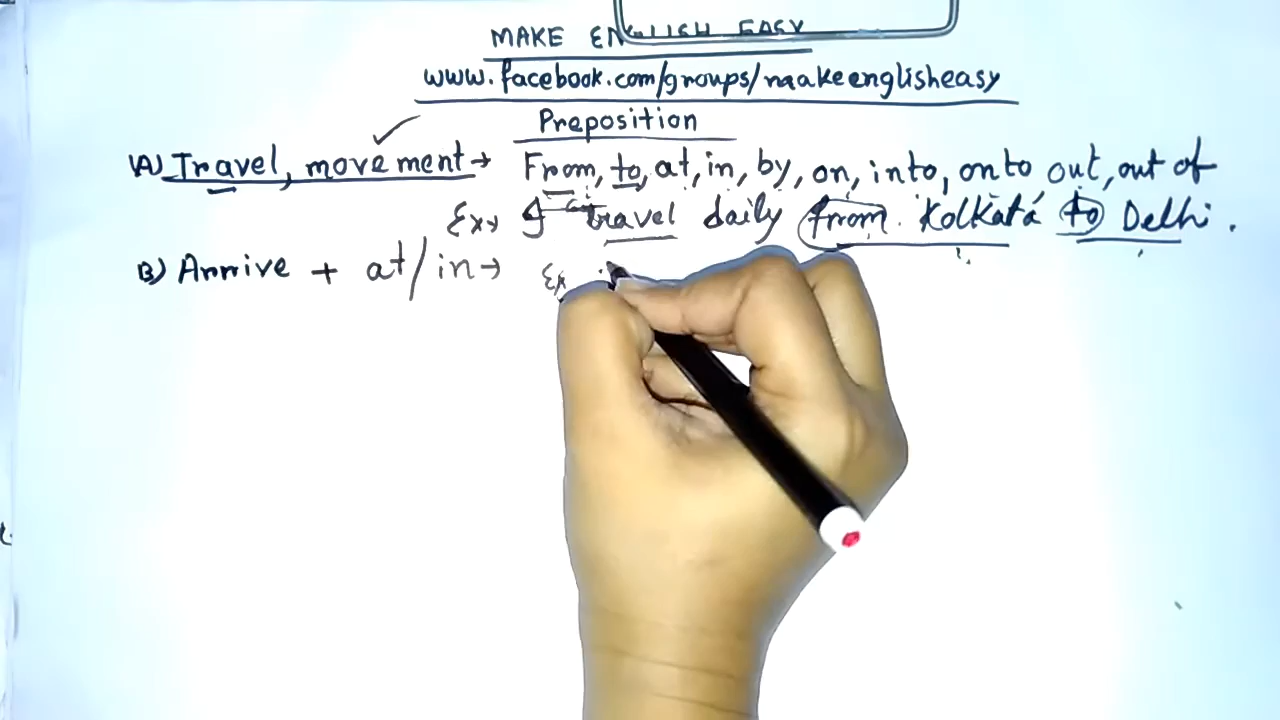 MAKE ENGLISH EASY
www.facebook.com/groups/makeenglisheasy
Preposition
(A) Travel, movement → From, to, at, in, by, on, into, onto out, out of
Ex→ I travel daily from Kolkata to Delhi.
B) Arrive + at/in → Ex